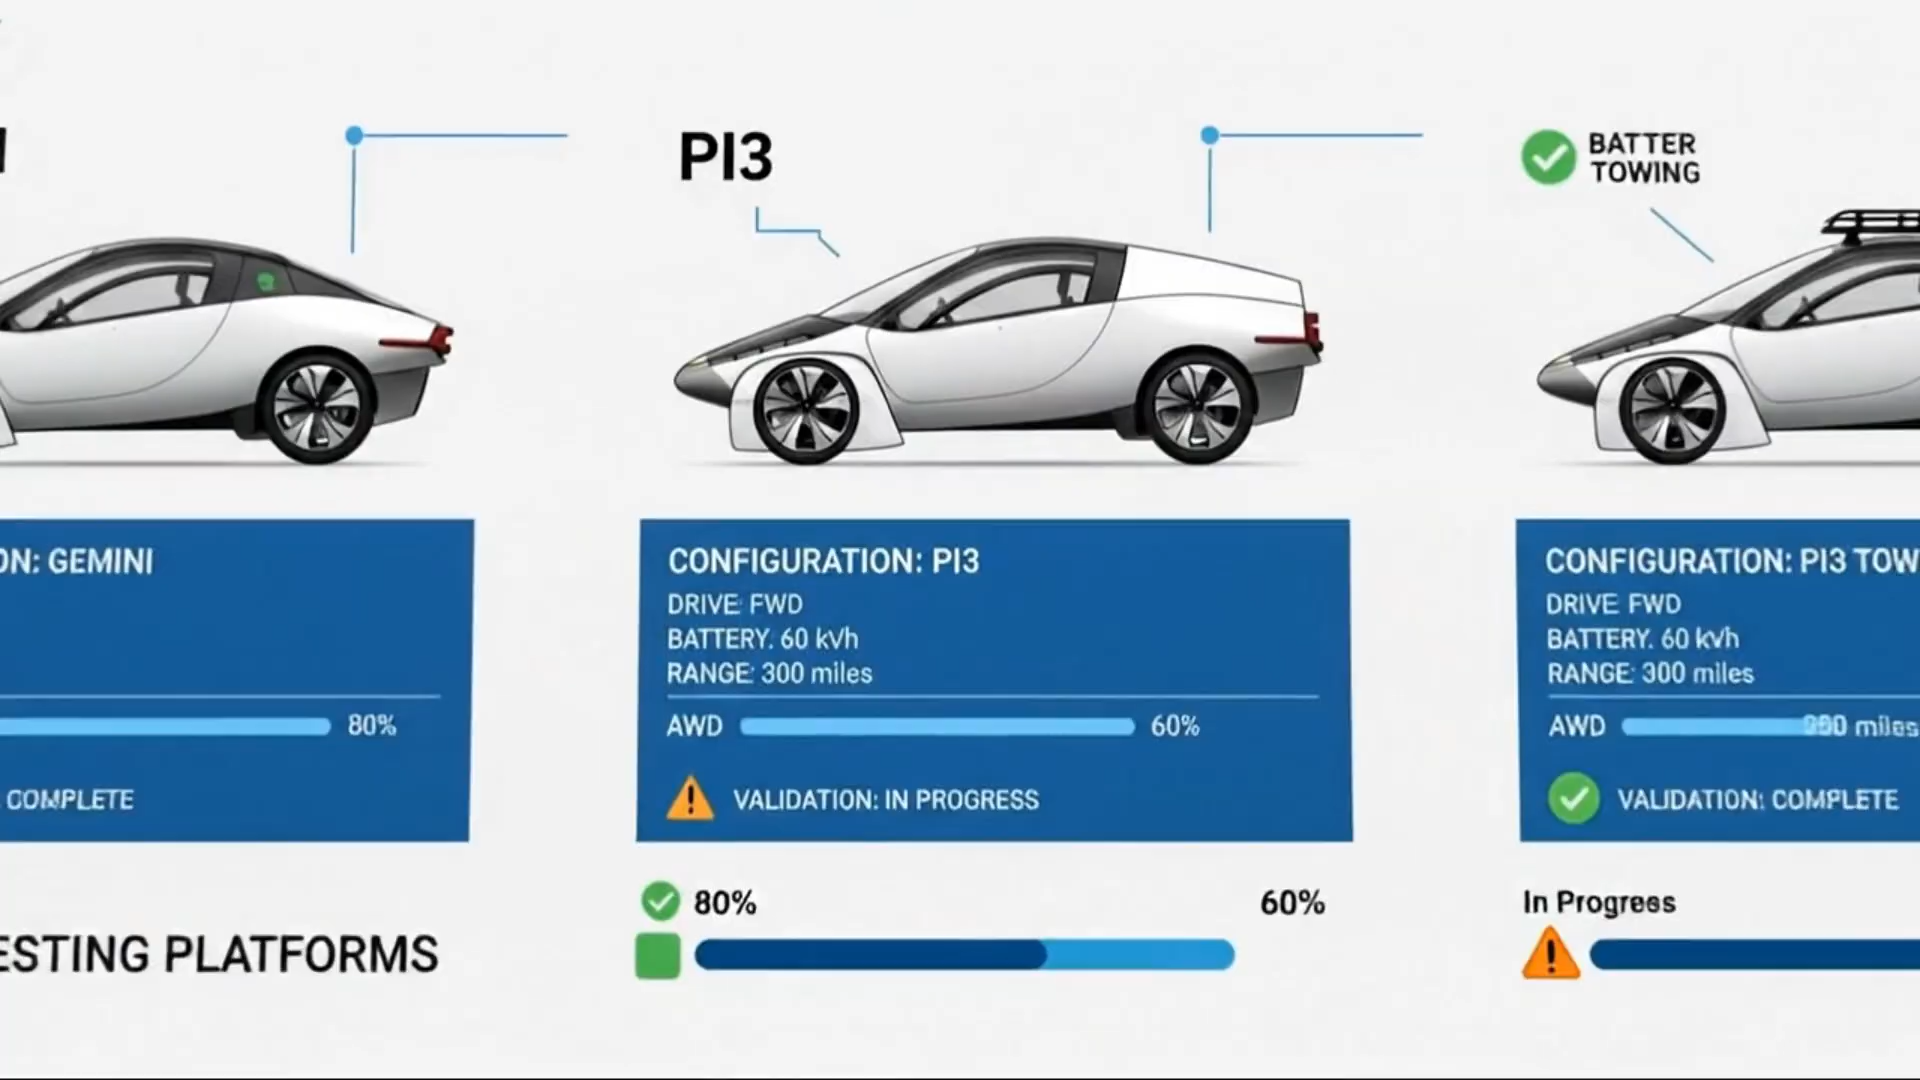 PI3
BATTER
TOWING
ON: GEMINI
80%
COMPLETE
CONFIGURATION: PI3
DRIVE: FWD
BATTERY. 60 kVh
RANGE: 300 miles
AWD 60%
VALIDATION: IN PROGRESS
CONFIGURATION: PI3 TOW
DRIVE FWD
BATTERY. 60 kVh
RANGE: 300 miles
AWD miles
VALIDATION: COMPLETE
ESTING PLATFORMS
80% 60%
In Progress